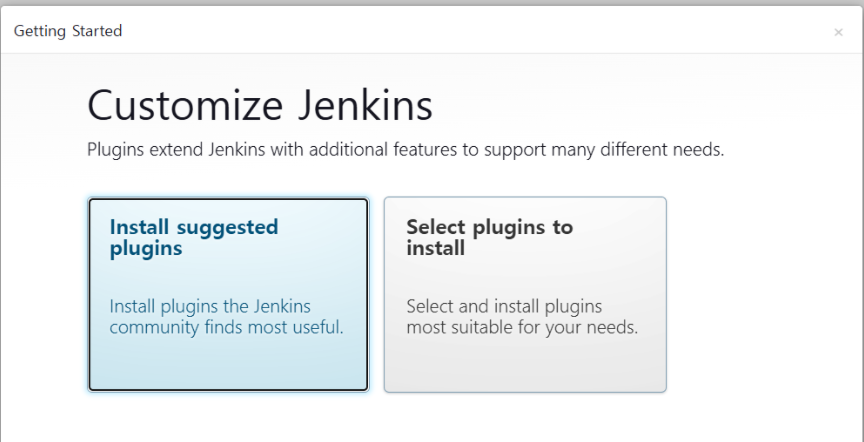 Getting Started
×
Customize Jenkins
Plugins extend Jenkins with additional features to support many different needs.
Install suggested
plugins
Install plugins the Jenkins
community finds most useful.
Select plugins to
install
Select and install plugins
most suitable for your needs.